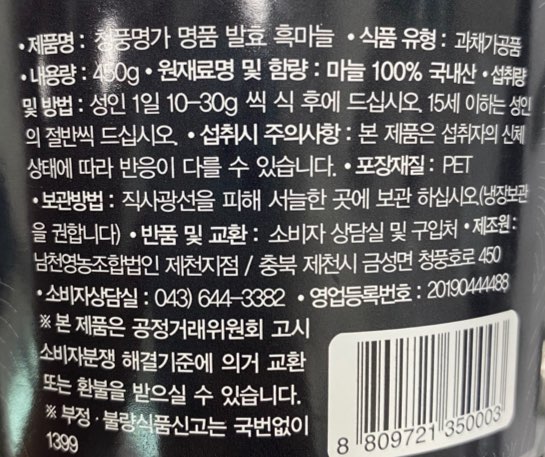 • 제품명 : 청풍명가 명품 발효 흑마늘 • 식품 유형 : 과채가공품
• 내용량 : 450g • 원재료명 및 함량 : 마늘 100% 국내산 • 섭취량
및 방법 : 성인 1일 10-30g 씩 식 후에 드십시오. 15세 이하는 성인
의 절반씩 드십시오. • 섭취시 주의사항 : 본 제품은 섭취자의 신체
상태에 따라 반응이 다를 수 있습니다. • 포장재질 : PET
• 보관방법 : 직사광선을 피해 서늘한 곳에 보관 하십시오.(냉장보관
을 권합니다) • 반품 및 교환 : 소비자 상담실 및 구입처 • 제조원 :
남천영농조합법인 제천지점 / 충북 제천시 금성면 청풍호로 450
• 소비자상담실 : 043) 644-3382 • 영업등록번호 : 20190444488
※ 본 제품은 공정거래위원회 고시
소비자분쟁 해결기준에 의거 교환
또는 환불을 받으실 수 있습니다.
※ 부정 · 불량식품신고는 국번없이
1399
8 809721 350003